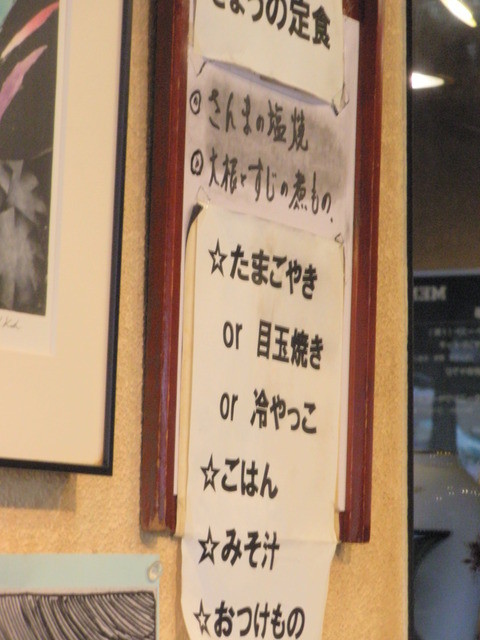 きょうの定食
◎さんまの塩焼
◎大根とすじの煮もの.
☆たまごやき
or 目玉焼き
or 冷やっこ
☆ごはん
☆みそ汁
☆おつけもの